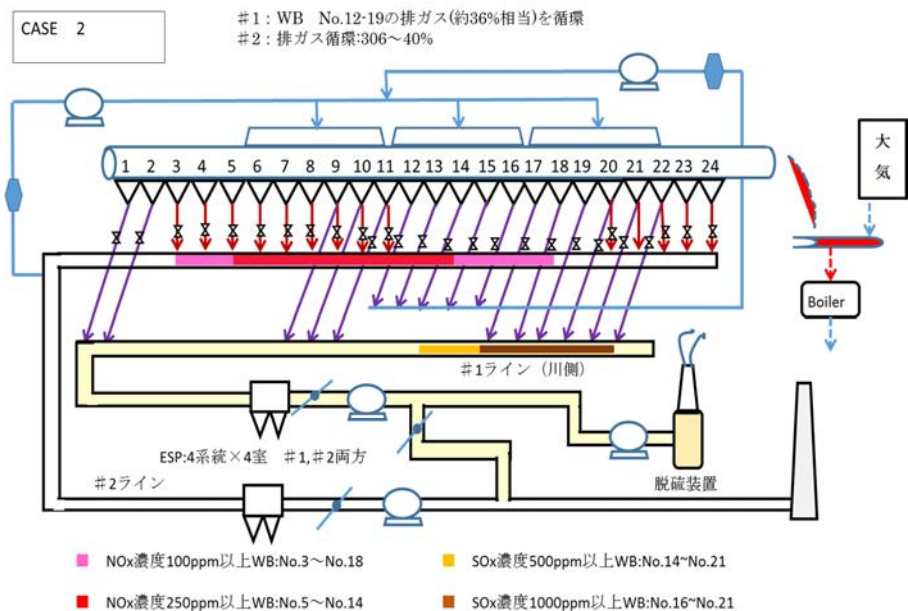 CASE 2
#1:WB No.12-19の排ガス(約36%相当)を循環
#2:排ガス循環:306~40%
1 2 3 4 5 6 7 8 9 10 11 12 13 14 15 16 17 18 19 20 21 22 23 24
大気
Boiler
#1ライン(川側)
ESP:4系統×4室 #1,#2両方
脱硫装置
#2ライン
NOx濃度100ppm以上WB:No.3~No.18
SOx濃度500ppm以上WB:No.14~No.21
NOx濃度250ppm以上WB:No.5~No.14
SOx濃度1000ppm以上WB:No.16~No.21